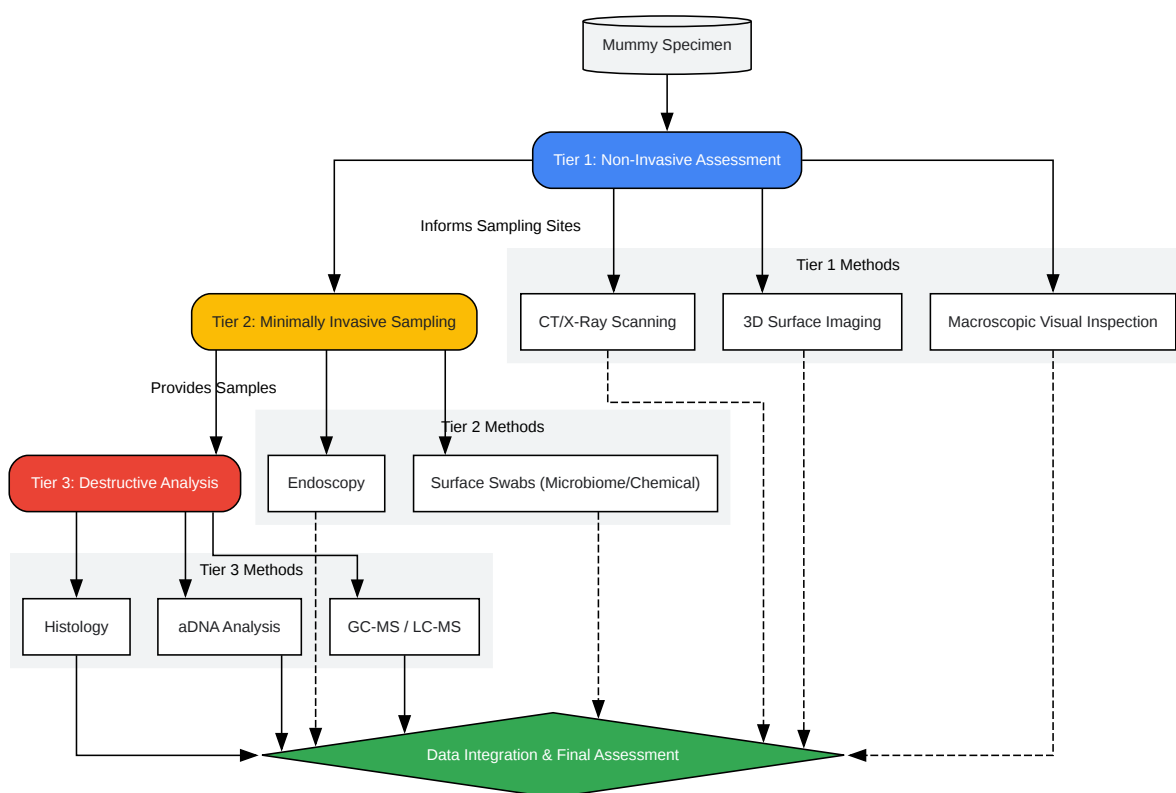 Mummy Specimen
Tier 1: Non-Invasive Assessment
Informs Sampling Sites
Tier 1 Methods
Tier 2: Minimally Invasive Sampling
CT/X-Ray Scanning
3D Surface Imaging
Macroscopic Visual Inspection
Provides Samples
Tier 2 Methods
Tier 3: Destructive Analysis
Endoscopy
Surface Swabs (Microbiome/Chemical)
Tier 3 Methods
Histology
aDNA Analysis
GC-MS / LC-MS
Data Integration & Final Assessment